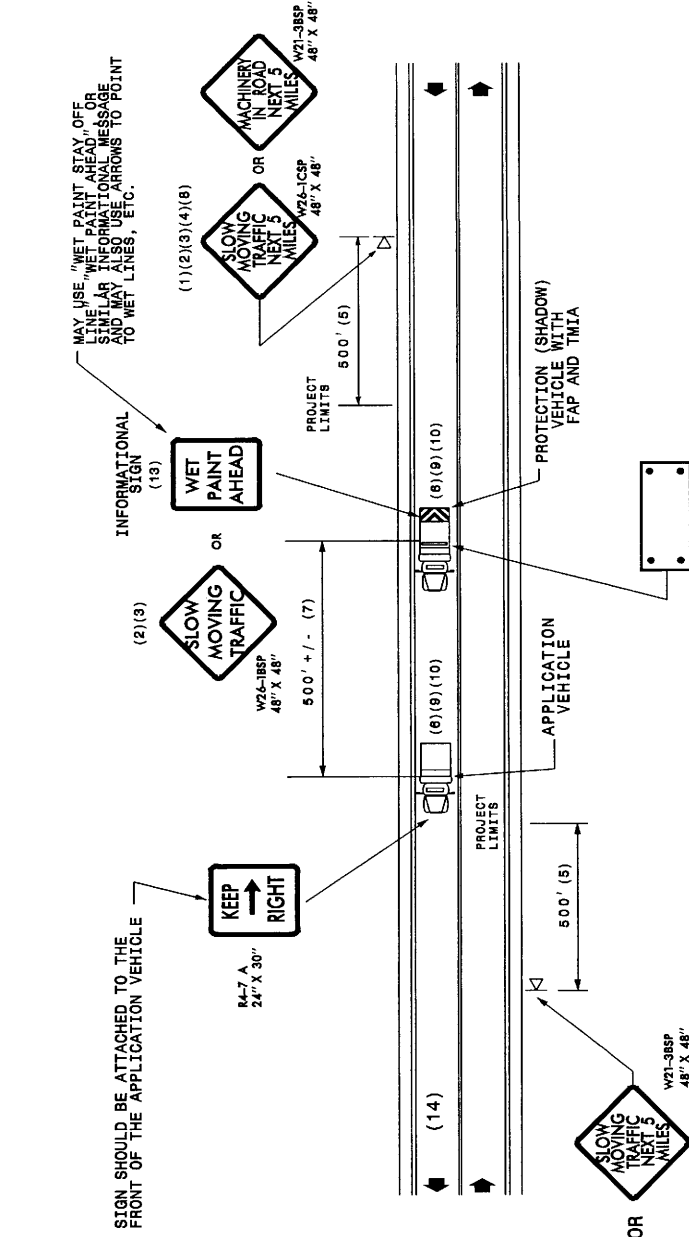 MAY USE "WET PAINT STAY OFF
LINE" "WET PAINT AHEAD" OR
SIMILAR INFORMATIONAL MESSAGE
AND MAY ALSO USE ARROWS TO POINT
TO WET LINES, ETC.
SIGN SHOULD BE ATTACHED TO THE
FRONT OF THE APPLICATION VEHICLE
KEEP
RIGHT
R4-7 A
24" X 30"
(2)(3)
SLOW
MOVING
TRAFFIC
W26-1BSP
48" X 48"
OR
INFORMATIONAL
SIGN
(13)
WET
PAINT
AHEAD
(1)(2)(3)(4)(8)
SLOW
MOVING
TRAFFIC
NEXT 5
MILES
W26-1CSP
48" X 48"
OR
MACHINERY
IN ROAD
NEXT 5
MILES
W21-3BSP
48" X 48"
500' +/- (7)
PROJECT
LIMITS
500' (5)
(14)
(6)(9)(10)
(6)(9)(10)
PROJECT
LIMITS
500' (5)
APPLICATION
VEHICLE
PROTECTION (SHADOW)
VEHICLE WITH
FAP AND TMIA
OR
SLOW
MOVING
TRAFFIC
NEXT 5
MILES
W21-3BSP
48" X 48"